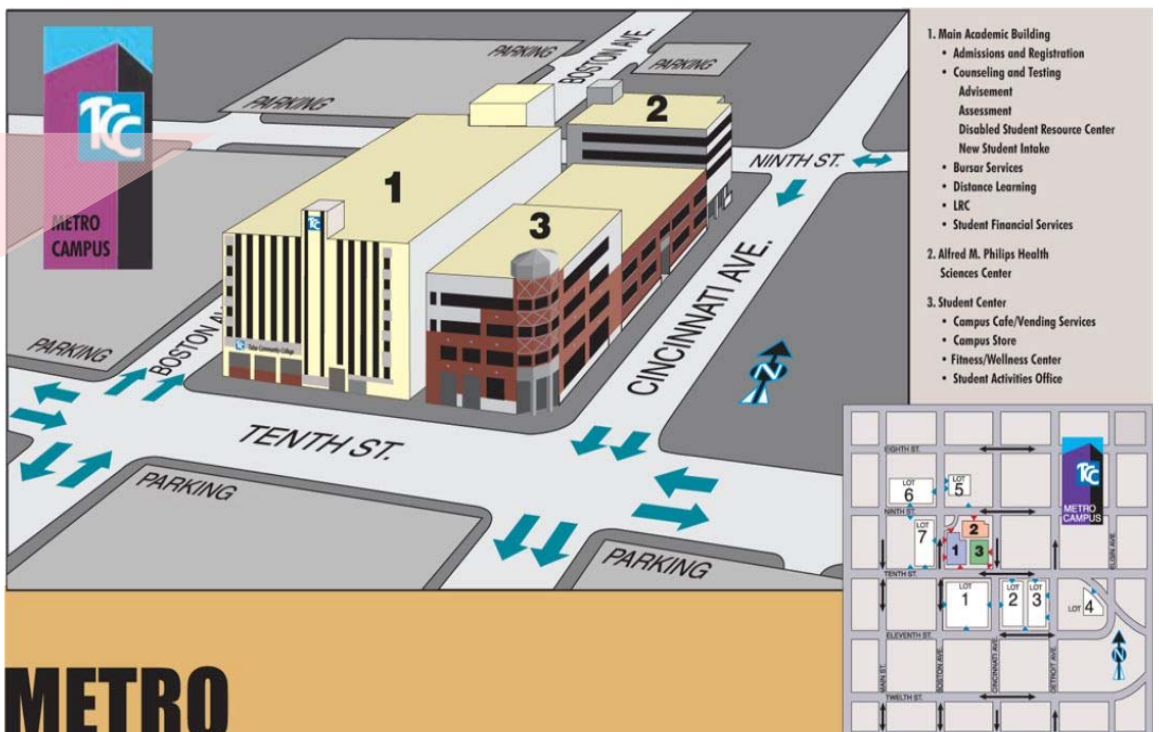 TCC
METRO
CAMPUS
PARKING
BOSTON AVE.
PARKING
PARKING
1
2
3
TCC
NINTH ST.
CINCINNATI AVE.
PARKING
BOSTON AV
TCC Tulsa Community College
TENTH ST.
N
PARKING
PARKING
1. Main Academic Building
• Admissions and Registration
• Counseling and Testing
Advisement
Assessment
Disabled Student Resource Center
New Student Intake
• Bursar Services
• Distance Learning
• LRC
• Student Financial Services
2. Alfred M. Philips Health
Sciences Center
3. Student Center
• Campus Cafe/Vending Services
• Campus Store
• Fitness/Wellness Center
• Student Activities Office
EIGHTH ST.
LOT
6
LOT
5
TCC
METRO
CAMPUS
NINTH ST.
LOT
7
1
2
3
ELGIN AVE.
TENTH ST.
LOT
1
LOT
2
LOT
3
LOT 4
ELEVENTH ST.
MAIN ST.
BOSTON AVE.
CINCINNATI AVE.
DETROIT AVE.
N
TWELTH ST.
METRO